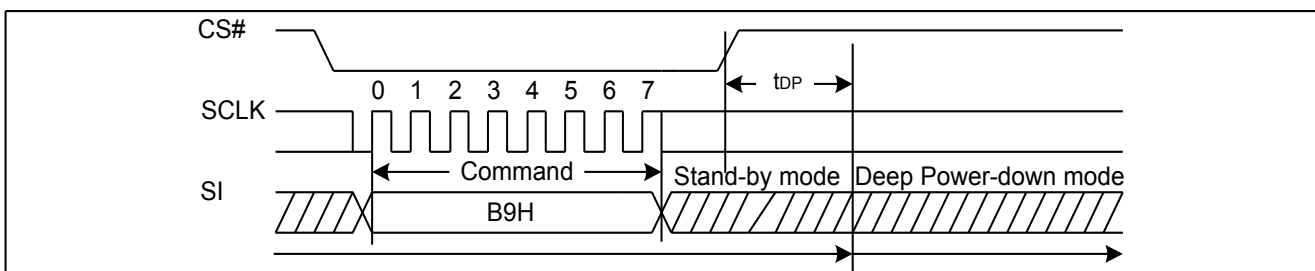 CS#
tDP
0 1 2 3 4 5 6 7
SCLK
Command
Stand-by mode Deep Power-down mode
SI
B9H